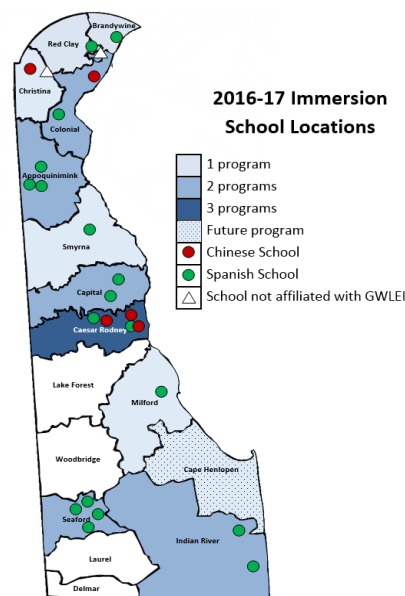 Brandywine
Red Clay
Christina
Colonial
Appoquinimink
Smyrna
Capital
Caesar Rodney
Lake Forest
Milford
Woodbridge
Cape Henlopen
Seaford
Indian River
Laurel
Delmar
2016-17 Immersion
School Locations
1 program
2 programs
3 programs
Future program
Chinese School
Spanish School
School not affiliated with GWLEI